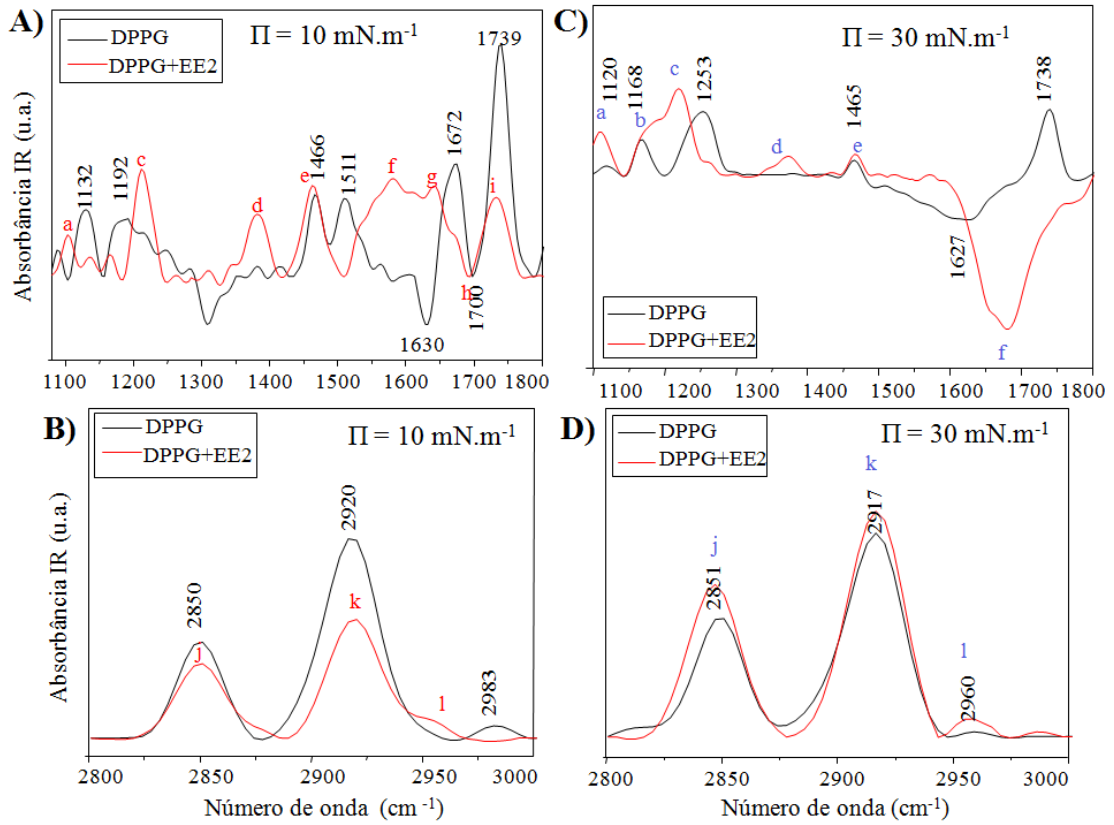 A)
DPPG
DPPG+EE2
Π = 10 mN.m-1
1739
1132
1192
1466
1511
1672
1630
1700
a
c
d
e
f
g
h
i
1100 1200 1300 1400 1500 1600 1700 1800
Absorbância IR (u.a.)
C)
Π = 30 mN.m-1
1120
1168
1253
1465
1738
1627
a
b
c
d
e
f
DPPG
DPPG+EE2
1100 1200 1300 1400 1500 1600 1700 1800
B)
DPPG
DPPG+EE2
Π = 10 mN.m-1
2850
2920
2983
j
k
l
2800 2850 2900 2950 3000
Absorbância IR (u.a.)
Número de onda (cm -1)
D)
DPPG
DPPG+EE2
Π = 30 mN.m-1
k
j
l
2851
2917
2960
2800 2850 2900 2950 3000
Número de onda (cm-1)